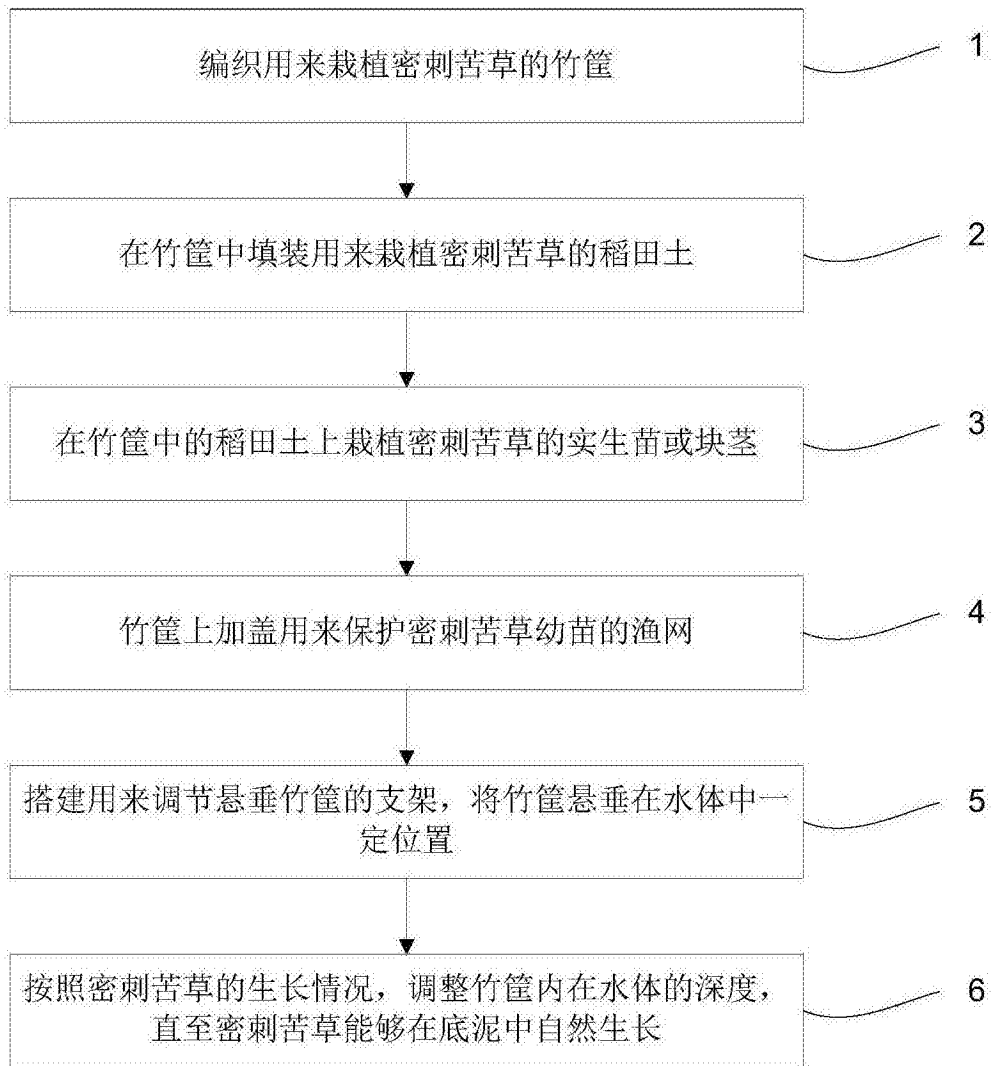 编织用来栽植密刺苦草的竹筐
1
在竹筐中填装用来栽植密刺苦草的稻田土
2
在竹筐中的稻田土上栽植密刺苦草的实生苗或块茎
3
竹筐上加盖用来保护密刺苦草幼苗的渔网
4
搭建用来调节悬垂竹筐的支架，将竹筐悬垂在水体中一
定位置
5
按照密刺苦草的生长情况，调整竹筐内在水体的深度，
直至密刺苦草能够在底泥中自然生长
6